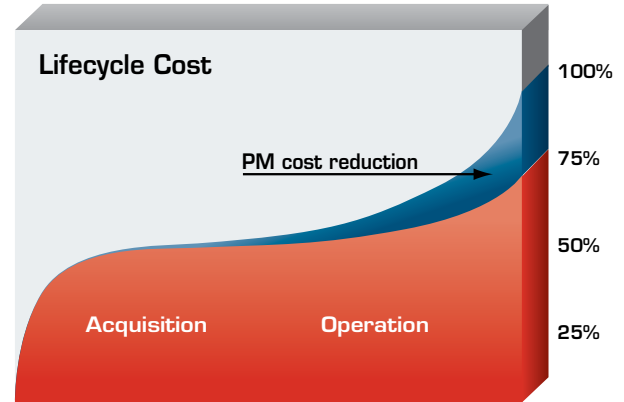 Lifecycle Cost
100%
PM cost reduction
75%
50%
Acquisition
Operation
25%